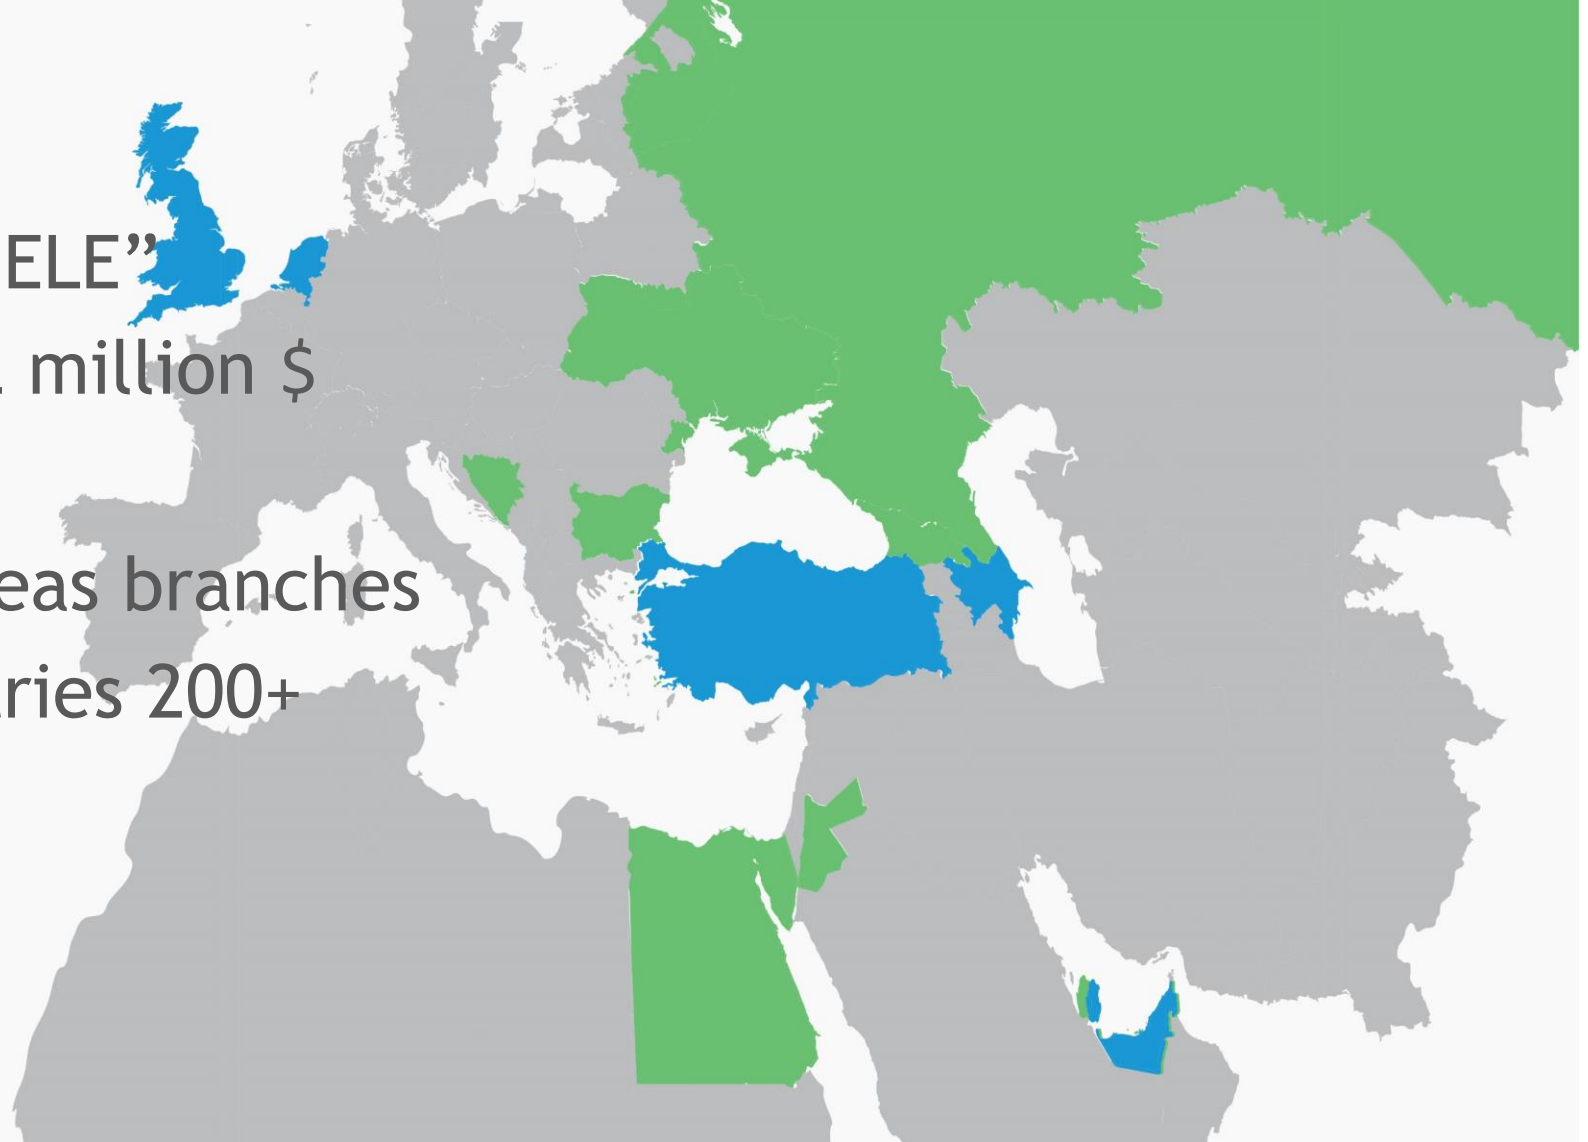 ELE”
million $
eas branches
ries 200+